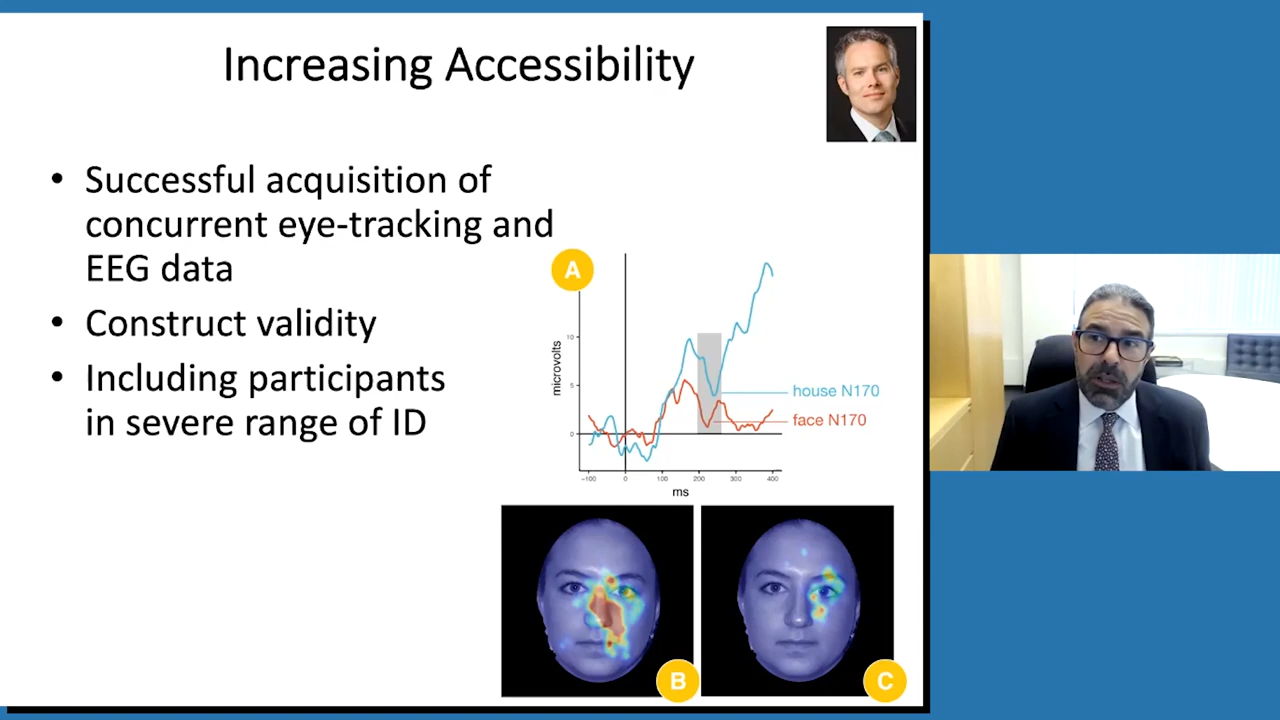 Increasing Accessibility
• Successful acquisition of
concurrent eye-tracking and
EEG data
• Construct validity
• Including participants
in severe range of ID
A
microvolts
10
5
0
house N170
face N170
-100 0 100 200 300 400
ms
B
C